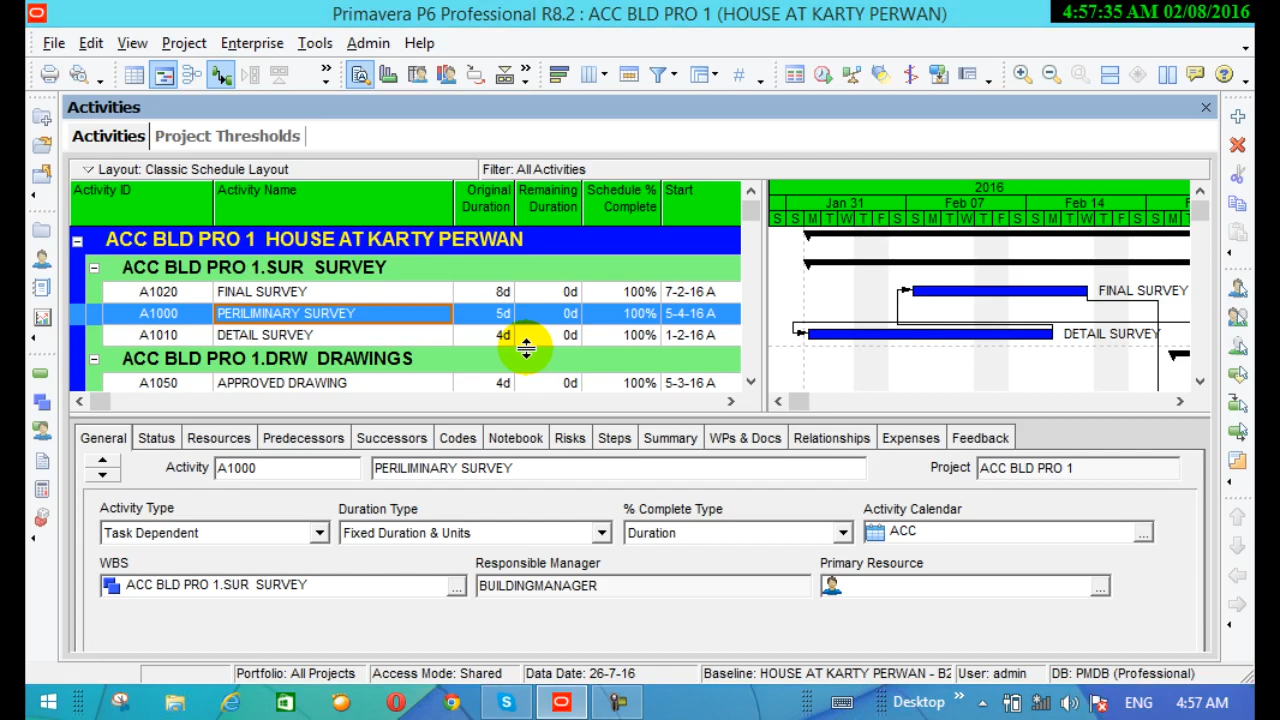 Primavera P6 Professional R8.2 : ACC BLD PRO 1 (HOUSE AT KARTY PERWAN)
4:57:35 AM 02/08/2016
File Edit View Project Enterprise Tools Admin Help
Activities
Activities Project Thresholds
Layout: Classic Schedule Layout Filter: All Activities
Activity ID Activity Name Original Duration Remaining Duration Schedule % Complete Start
2016
Jan 31 Feb 07 Feb 14 F
S S M T W T F S S M T W T F S S M T W T F S S M
ACC BLD PRO 1 HOUSE AT KARTY PERWAN
ACC BLD PRO 1.SUR SURVEY
A1020 FINAL SURVEY 8d 0d 100% 7-2-16 A FINAL SURVEY
A1000 PERILIMINARY SURVEY 5d 0d 100% 5-4-16 A
A1010 DETAIL SURVEY 4d 0d 100% 1-2-16 A DETAIL SURVEY
ACC BLD PRO 1.DRW DRAWINGS
A1050 APPROVED DRAWING 4d 0d 100% 5-3-16 A
General Status Resources Predecessors Successors Codes Notebook Risks Steps Summary WPs & Docs Relationships Expenses Feedback
Activity A1000 PERILIMINARY SURVEY Project ACC BLD PRO 1
Activity Type Duration Type % Complete Type Activity Calendar
Task Dependent Fixed Duration & Units Duration ACC ...
WBS Responsible Manager Primary Resource
ACC BLD PRO 1.SUR SURVEY ... BUILDINGMANAGER ...
Portfolio: All Projects Access Mode: Shared Data Date: 26-7-16 Baseline: HOUSE AT KARTY PERWAN - B2 User: admin DB: PMDB (Professional)
Desktop ENG 4:57 AM